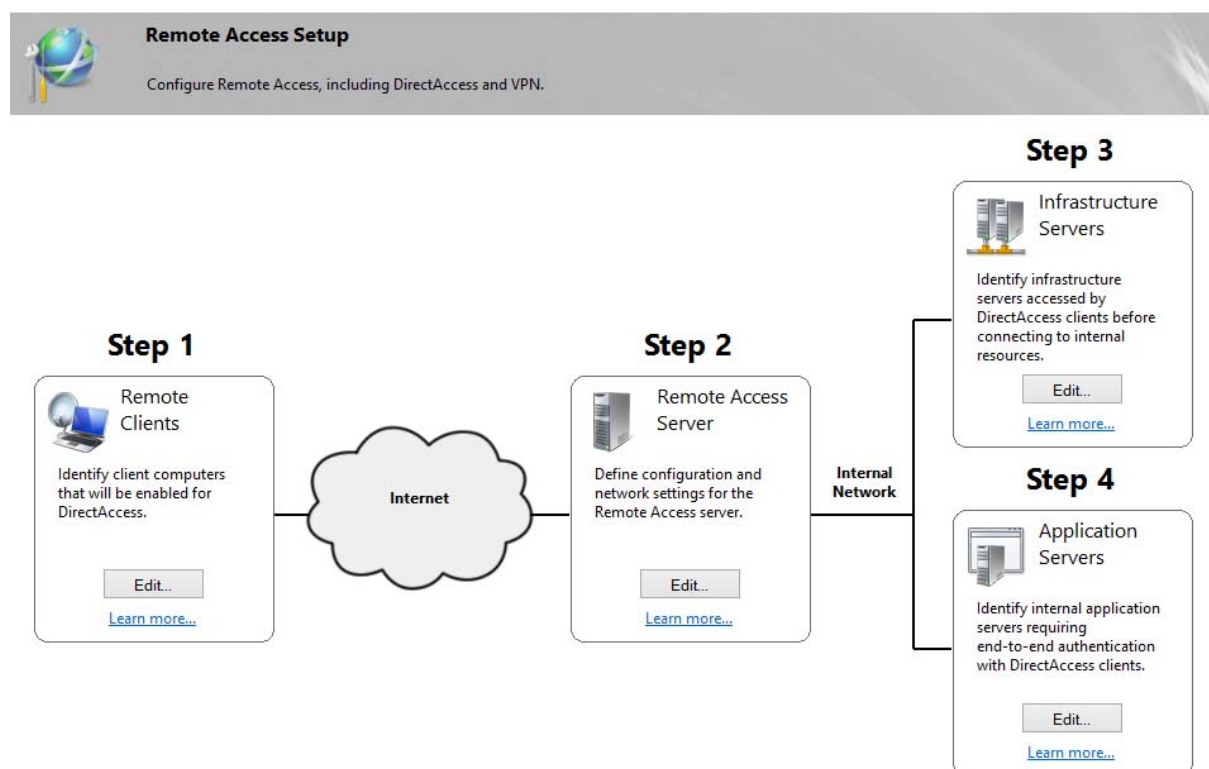 Remote Access Setup
Configure Remote Access, including DirectAccess and VPN.
Step 1
Remote
Clients
Identify client computers
that will be enabled for
DirectAccess.
Edit...
Learn more...
Internet
Step 2
Remote Access
Server
Define configuration and
network settings for the
Remote Access server.
Edit...
Learn more...
Internal
Network
Step 3
Infrastructure
Servers
Identify infrastructure
servers accessed by
DirectAccess clients before
connecting to internal
resources.
Edit...
Learn more...
Step 4
Application
Servers
Identify internal application
servers requiring
end-to-end authentication
with DirectAccess clients.
Edit...
Learn more...